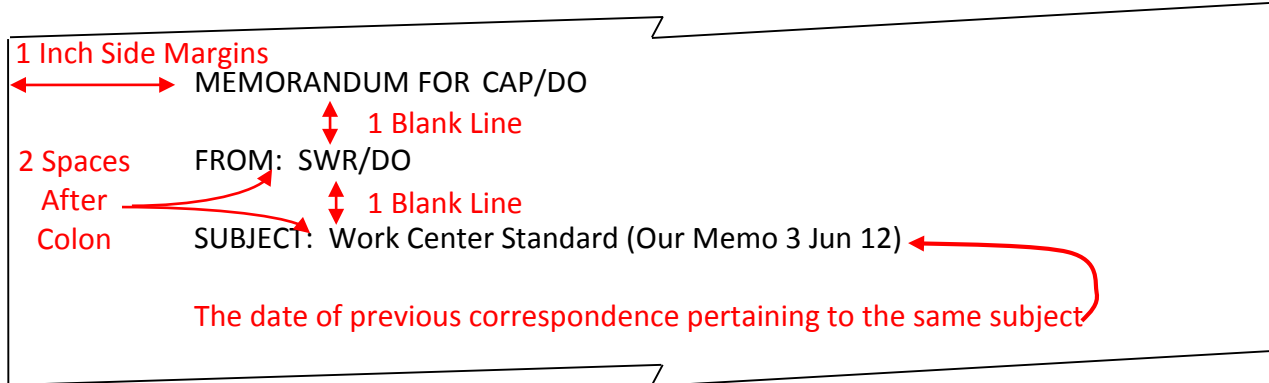 1 Inch Side Margins
MEMORANDUM FOR CAP/DO
1 Blank Line
2 Spaces
After
Colon
FROM:  SWR/DO
1 Blank Line
SUBJECT:  Work Center Standard (Our Memo 3 Jun 12)
The date of previous correspondence pertaining to the same subject